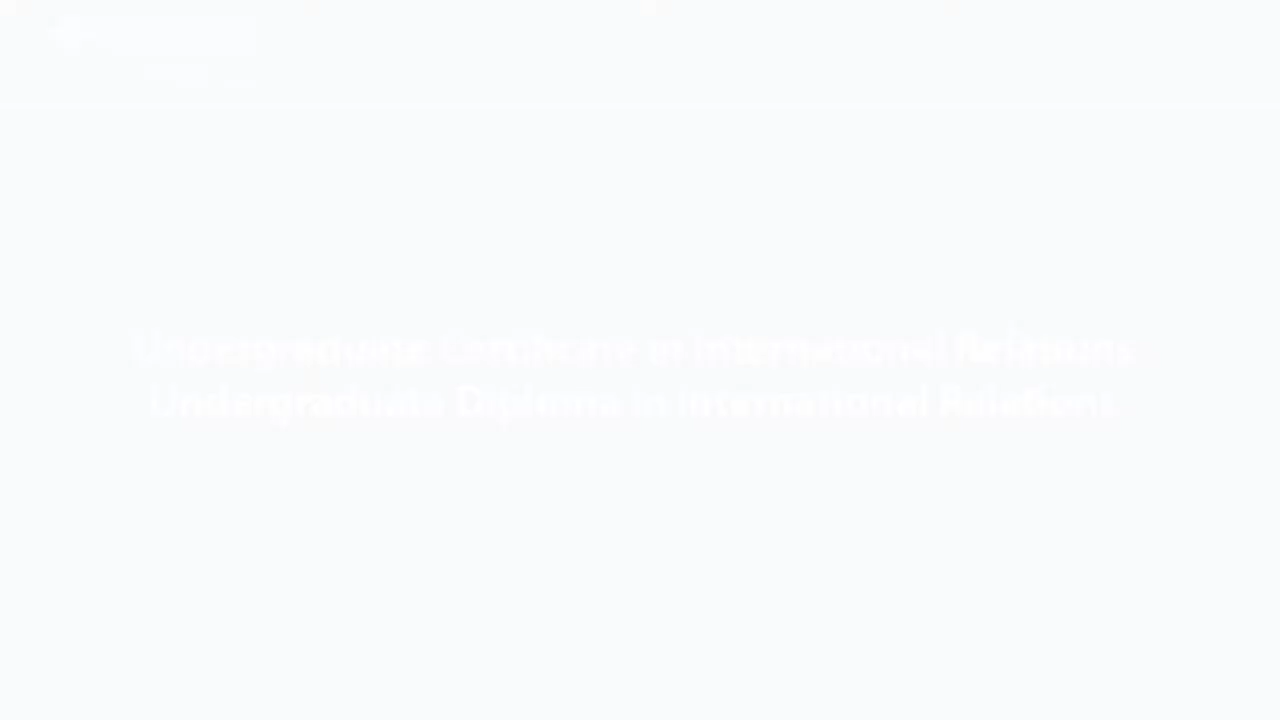 Undergraduate Certificate in International Relations
Undergraduate Diploma in International Relations